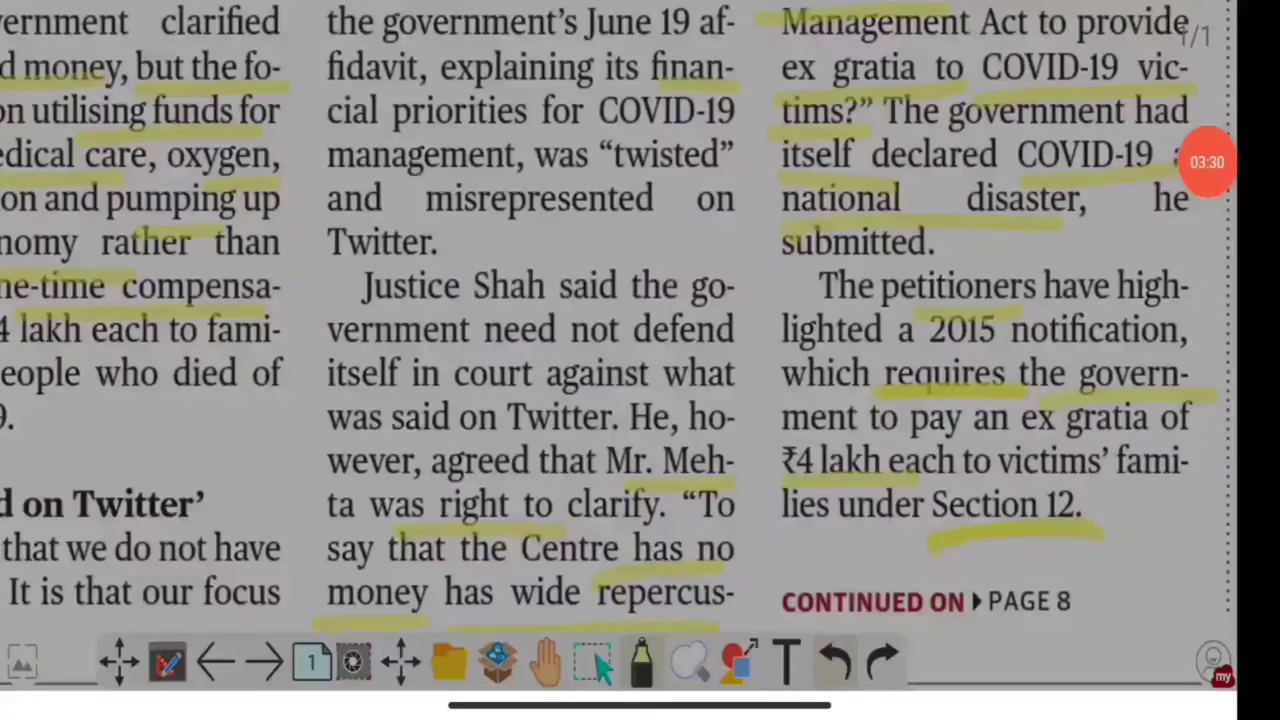 ernment clarified
d money, but the fo-
on utilising funds for
edical care, oxygen,
on and pumping up
nomy rather than
ne-time compensa-
4 lakh each to fami-
eople who died of
9.
d on Twitter’
that we do not have
It is that our focus
the government’s June 19 af-
fidavit, explaining its finan-
cial priorities for COVID-19
management, was “twisted”
and misrepresented on
Twitter.
Justice Shah said the go-
vernment need not defend
itself in court against what
was said on Twitter. He, ho-
wever, agreed that Mr. Meh-
ta was right to clarify. “To
say that the Centre has no
money has wide repercus-
Management Act to provide
ex gratia to COVID-19 vic-
tims?” The government had
itself declared COVID-19 a
national disaster, he
submitted.
The petitioners have high-
lighted a 2015 notification,
which requires the govern-
ment to pay an ex gratia of
₹4 lakh each to victims’ fami-
lies under Section 12.
CONTINUED ON PAGE 8
1/1
03:30
1
T
my